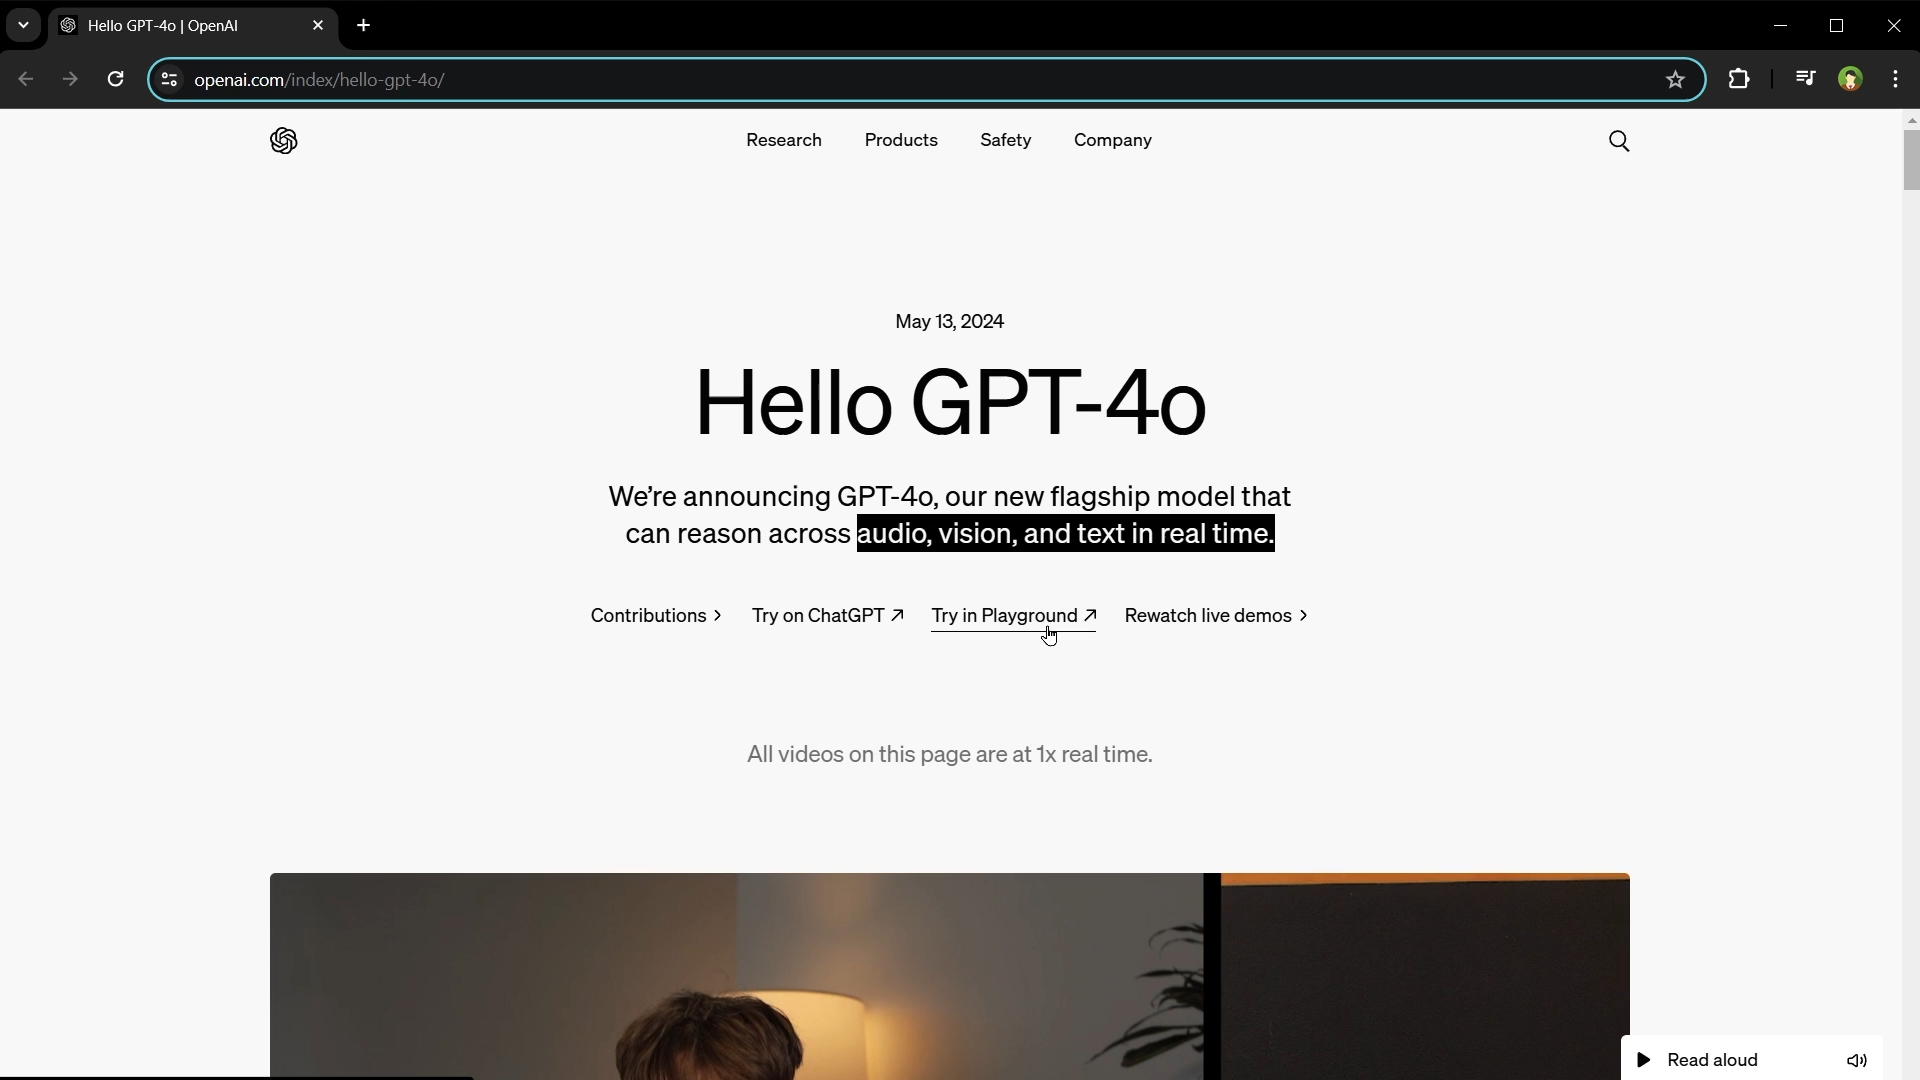 Hello GPT-4o | OpenAI
openai.com/index/hello-gpt-4o/
Research Products Safety Company
May 13, 2024
Hello GPT-4o
We're announcing GPT-4o, our new flagship model that
can reason across audio, vision, and text in real time.
Contributions Try on ChatGPT Try in Playground Rewatch live demos
All videos on this page are at 1x real time.
Read aloud